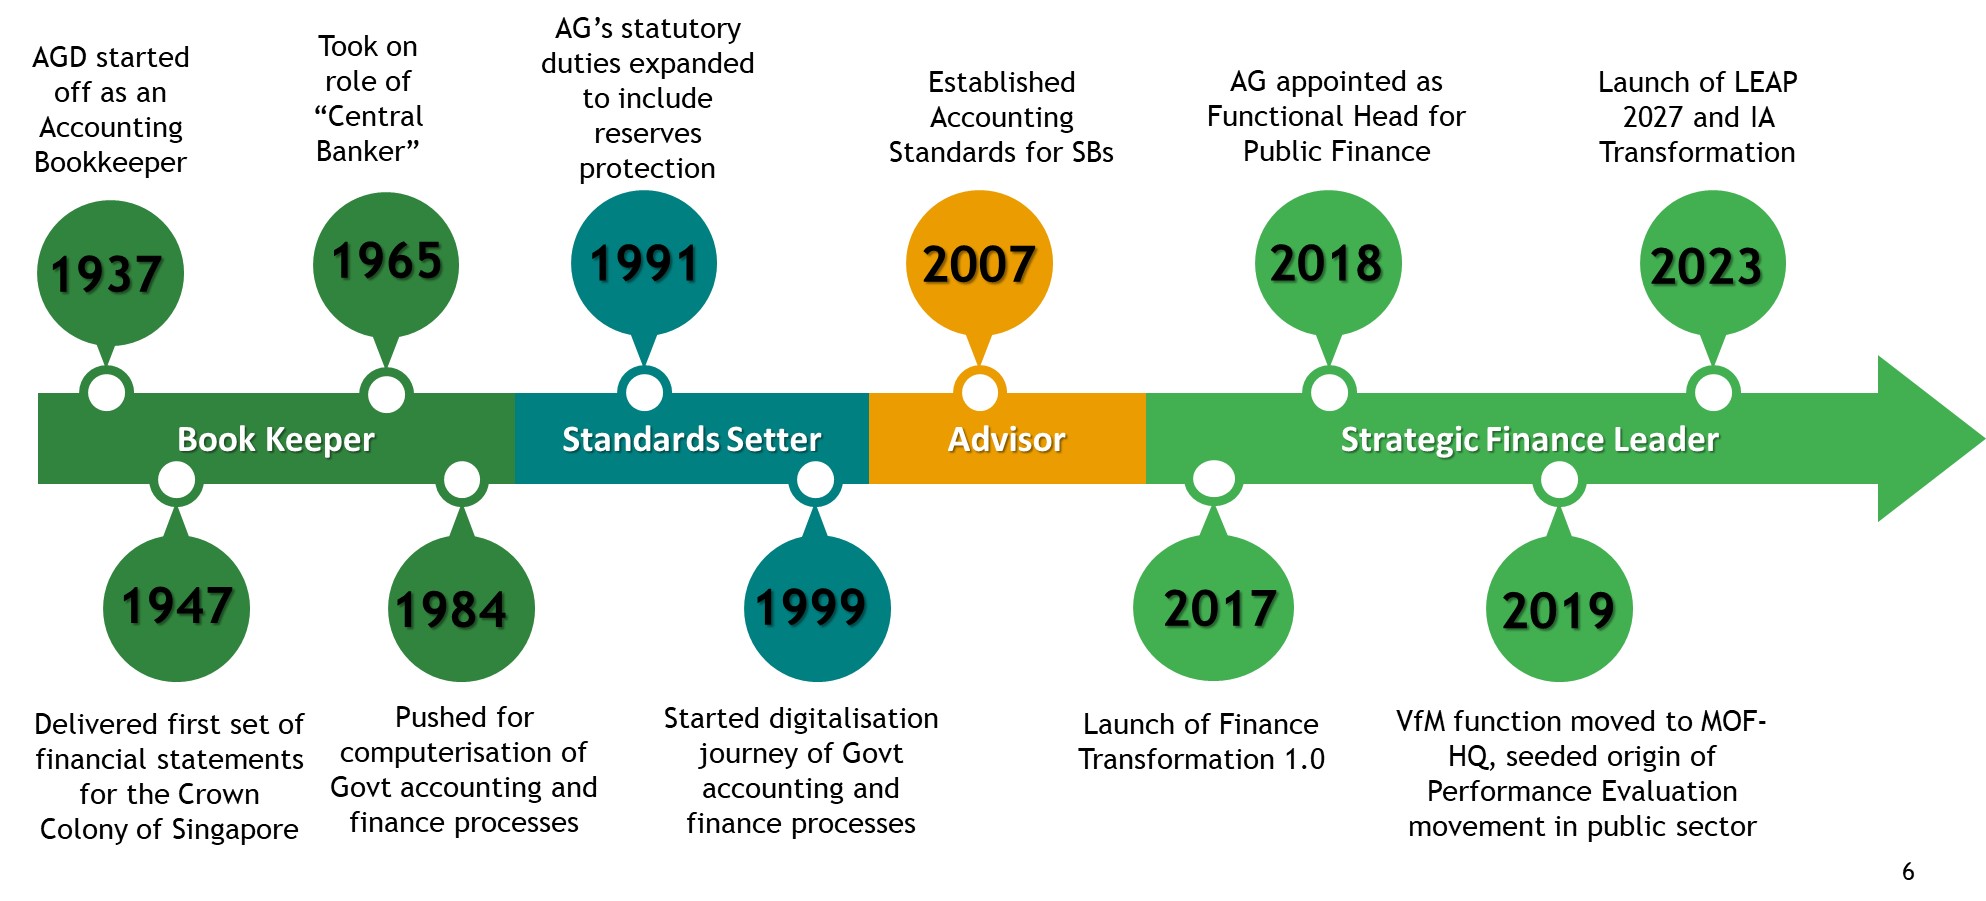 AGD started
off as an
Accounting
Bookkeeper
Took on
role of
“Central
Banker”
AG’s statutory
duties expanded
to include
reserves
protection
Established
Accounting
Standards for SBs
AG appointed as
Functional Head for
Public Finance
Launch of LEAP
2027 and IA
Transformation
1937
1965
1991
2007
2018
2023
Book Keeper
Standards Setter
Advisor
Strategic Finance Leader
1947
1984
1999
2017
2019
Delivered first set of
financial statements
for the Crown
Colony of Singapore
Pushed for
computerisation of
Govt accounting and
finance processes
Started digitalisation
journey of Govt
accounting and
finance processes
Launch of Finance
Transformation 1.0
VfM function moved to MOF-
HQ, seeded origin of
Performance Evaluation
movement in public sector
6